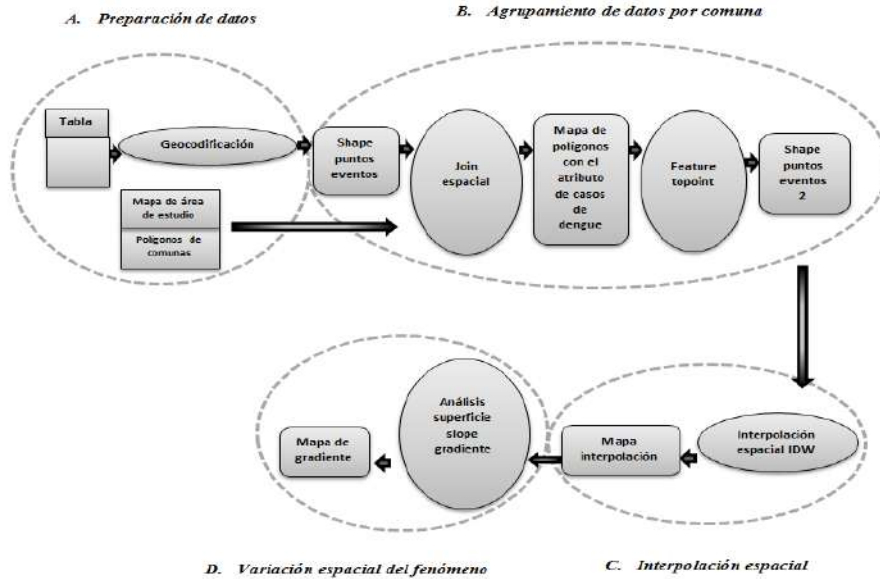 A. Preparación de datos
B. Agrupamiento de datos por comuna
Tabla
Geocodificación
Mapa de área
de estudio
Polígonos de
comunas
Shape
puntos
eventos
Join
espacial
Mapa de
polígonos
con el
atributo
de casos
de
dengue
Feature
topoint
Shape
puntos
eventos
2
Interpolación
espacial IDW
Mapa
interpolación
Análisis
superficie
slope
gradiente
Mapa de
gradiente
D. Variación espacial del fenómeno
C. Interpolación espacial